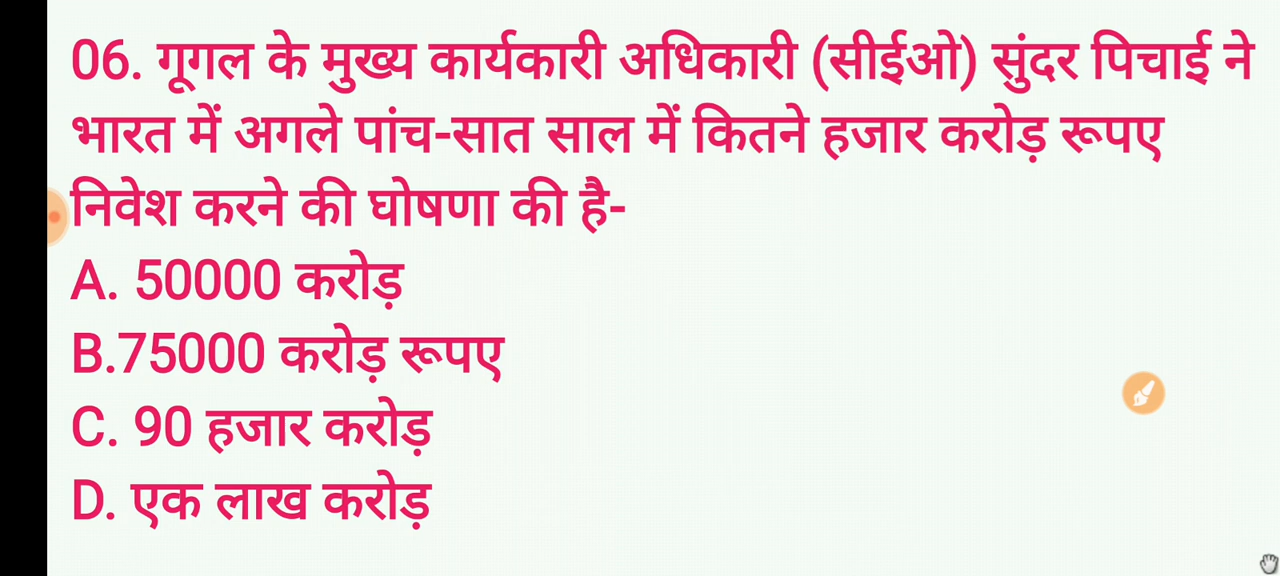 06. गूगल के मुख्य कार्यकारी अधिकारी (सीईओ) सुंदर पिचाई ने
भारत में अगले पांच-सात साल में कितने हजार करोड़ रूपए
निवेश करने की घोषणा की है-
A. 50000 करोड़
B.75000 करोड़ रूपए
C. 90 हजार करोड़
D. एक लाख करोड़